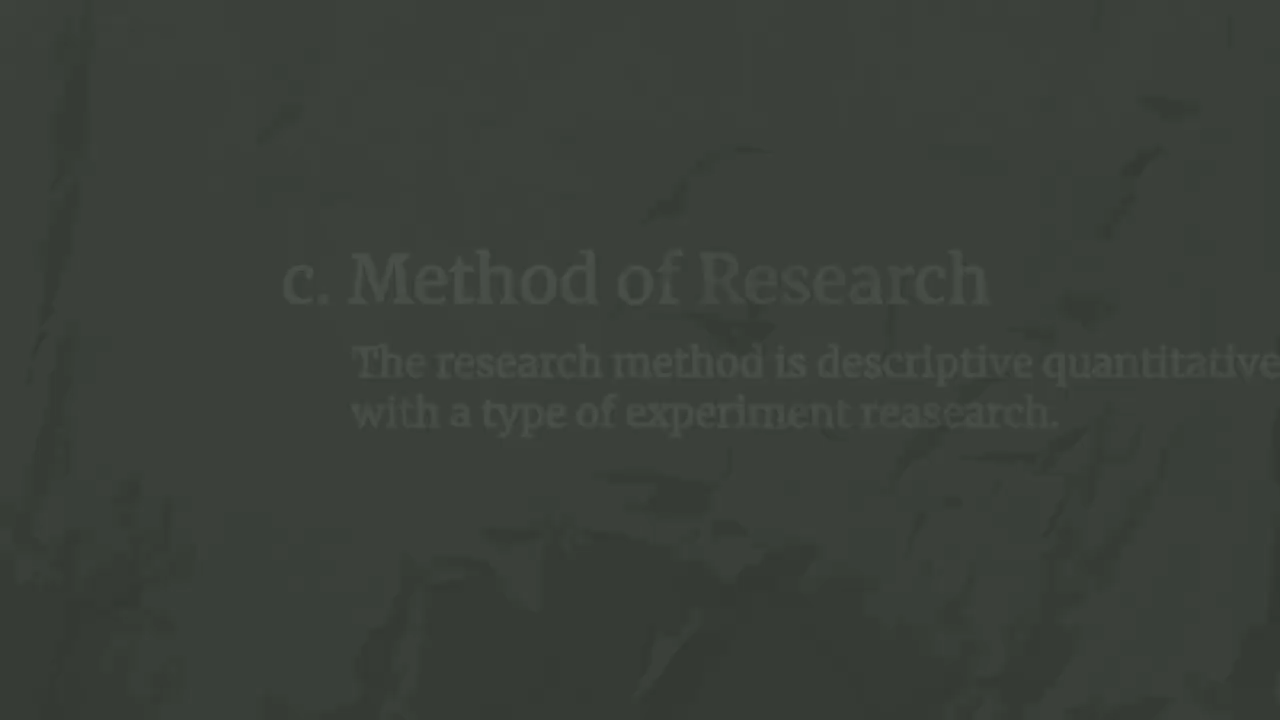 c. Method of Research
The research method is descriptive quantitative
with a type of experiment reasearch.